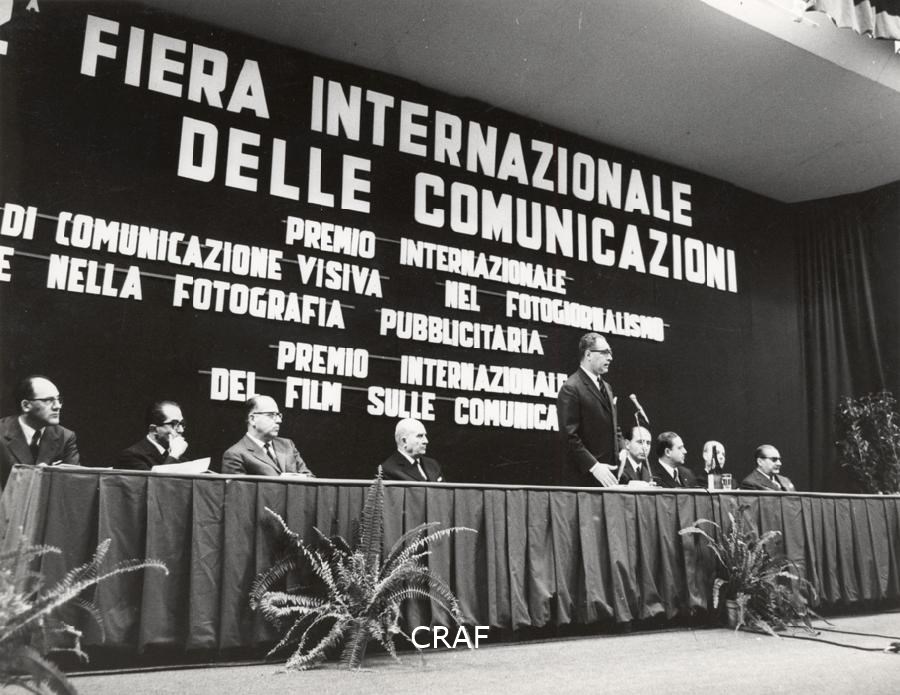 FIERA INTERNAZIONALE
DELLE COMUNICAZIONI
PREMIO INTERNAZIONALE
DI COMUNICAZIONE VISIVA NEL FOTOGIORNALISMO
E NELLA FOTOGRAFIA PUBBLICITARIA
PREMIO INTERNAZIONALE
DEL FILM SULLE COMUNICA
CRAF